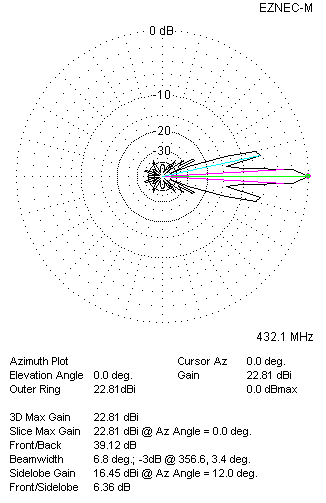 EZNEC-M
0 dB
-10
-20
-30
432.1 MHz
Azimuth Plot Cursor Az 0.0 deg.
Elevation Angle 0.0 deg. Gain 22.81 dBi
Outer Ring 22.81dBi 0.0 dBmax
3D Max Gain 22.81 dBi
Slice Max Gain 22.81 dBi @ Az Angle = 0.0 deg.
Front/Back 39.12 dB
Beamwidth 6.8 deg.; -3dB @ 356.6, 3.4 deg.
Sidelobe Gain 16.45 dBi @ Az Angle = 12.0 deg.
Front/Sidelobe 6.36 dB